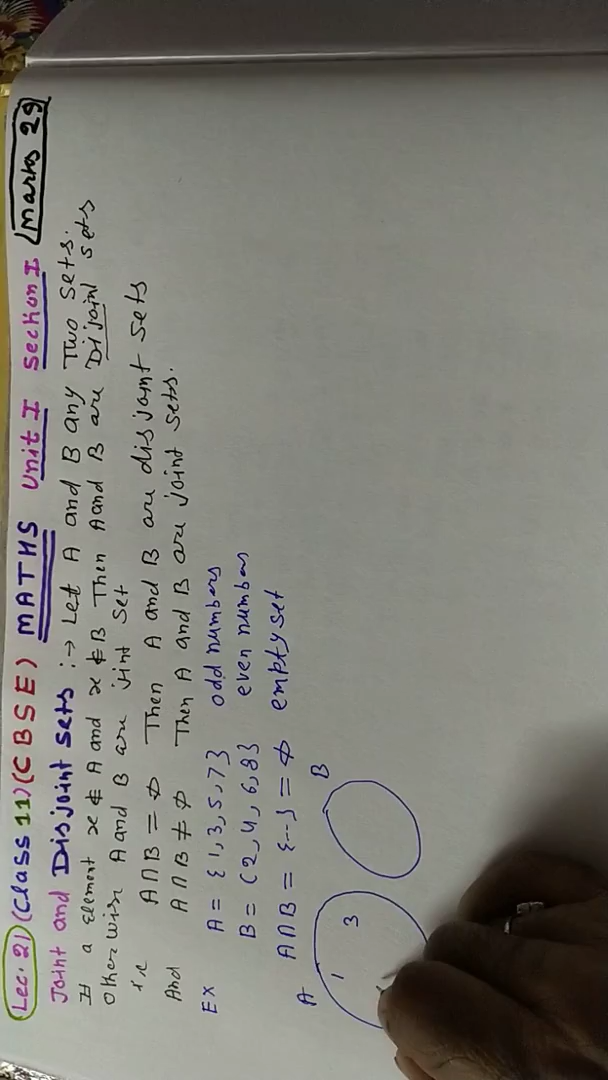 Lec. 21 (Class 11) (CBSE) MATHS Unit I Section I Marks 29
Joint and Disjoint sets :→ Let A and B any Two sets.
If a Element x ∉ A and x ∉ B Then A and B are Disjoint sets
Otherwise A and B are jint set
ie A∩B = ϕ Then A and B are disjoint sets
And A∩B ≠ ϕ Then A and B are joint sets.
Ex A = {1,3,5,7} odd numbers
B = (2,4,6,8} even numbers
A∩B = {--} = ϕ empty set
A B
1 3